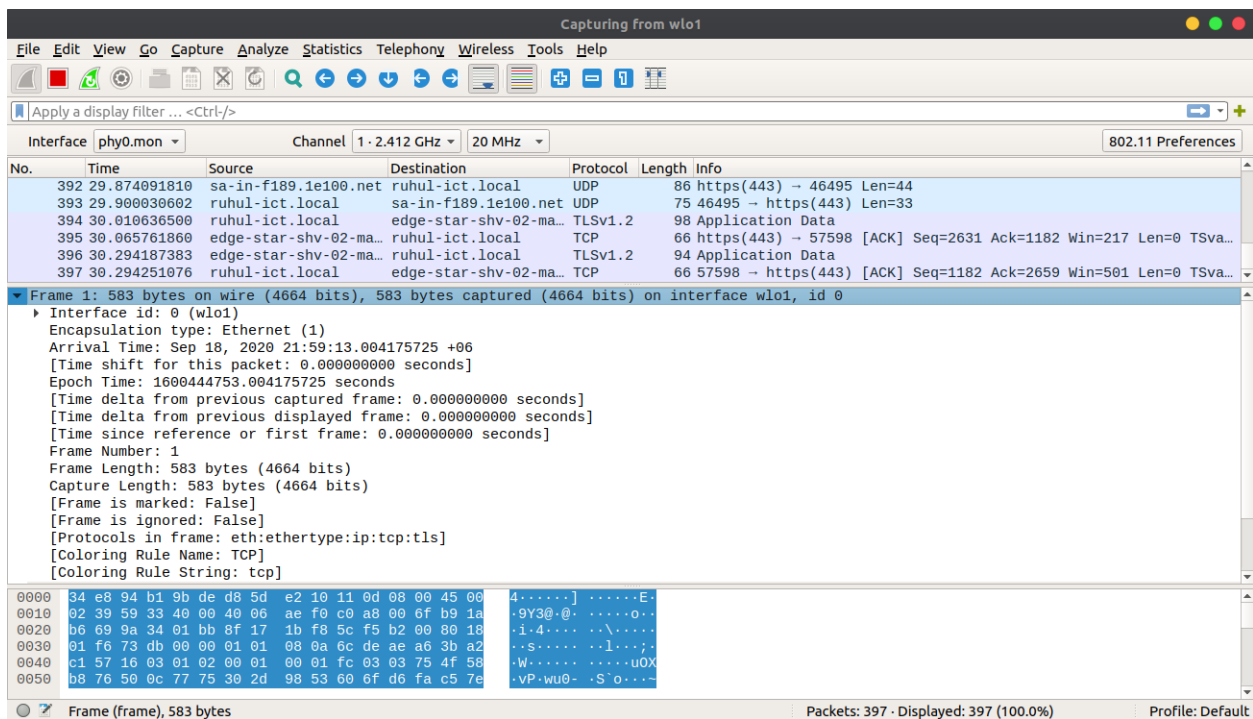 Capturing from wlo1
File Edit View Go Capture Analyze Statistics Telephony Wireless Tools Help
Apply a display filter … <Ctrl-/>
Interface phy0.mon Channel 1 · 2.412 GHz 20 MHz 802.11 Preferences
No. Time Source Destination Protocol Length Info
392 29.874091810 sa-in-f189.1e100.net ruhul-ict.local UDP 86 https(443) → 46495 Len=44
393 29.900030602 ruhul-ict.local sa-in-f189.1e100.net UDP 75 46495 → https(443) Len=33
394 30.010636500 ruhul-ict.local edge-star-shv-02-ma… TLSv1.2 98 Application Data
395 30.065761860 edge-star-shv-02-ma… ruhul-ict.local TCP 66 https(443) → 57598 [ACK] Seq=2631 Ack=1182 Win=217 Len=0 TSva…
396 30.294187383 edge-star-shv-02-ma… ruhul-ict.local TLSv1.2 94 Application Data
397 30.294251076 ruhul-ict.local edge-star-shv-02-ma… TCP 66 57598 → https(443) [ACK] Seq=1182 Ack=2659 Win=501 Len=0 TSva…
Frame 1: 583 bytes on wire (4664 bits), 583 bytes captured (4664 bits) on interface wlo1, id 0
Interface id: 0 (wlo1)
Encapsulation type: Ethernet (1)
Arrival Time: Sep 18, 2020 21:59:13.004175725 +06
[Time shift for this packet: 0.000000000 seconds]
Epoch Time: 1600444753.004175725 seconds
[Time delta from previous captured frame: 0.000000000 seconds]
[Time delta from previous displayed frame: 0.000000000 seconds]
[Time since reference or first frame: 0.000000000 seconds]
Frame Number: 1
Frame Length: 583 bytes (4664 bits)
Capture Length: 583 bytes (4664 bits)
[Frame is marked: False]
[Frame is ignored: False]
[Protocols in frame: eth:ethertype:ip:tcp:tls]
[Coloring Rule Name: TCP]
[Coloring Rule String: tcp]
0000 34 e8 94 b1 9b de d8 5d e2 10 11 0d 08 00 45 00 4······] ······E·
0010 02 39 59 33 40 00 40 06 ae f0 c0 a8 00 6f b9 1a ·9Y3@·@· ·····o··
0020 b6 69 9a 34 01 bb 8f 17 1b f8 5c f5 b2 00 80 18 ·i·4···· ··\·····
0030 01 f6 73 db 00 00 01 01 08 0a 6c de ae a6 3b a2 ··s····· ··l···;·
0040 c1 57 16 03 01 02 00 01 00 01 fc 03 03 75 4f 58 ·W······ ·····uOX
0050 b8 76 50 0c 77 75 30 2d 98 53 60 6f d6 fa c5 7e ·vP·wu0- ·S`o···~
Frame (frame), 583 bytes Packets: 397 · Displayed: 397 (100.0%) Profile: Default